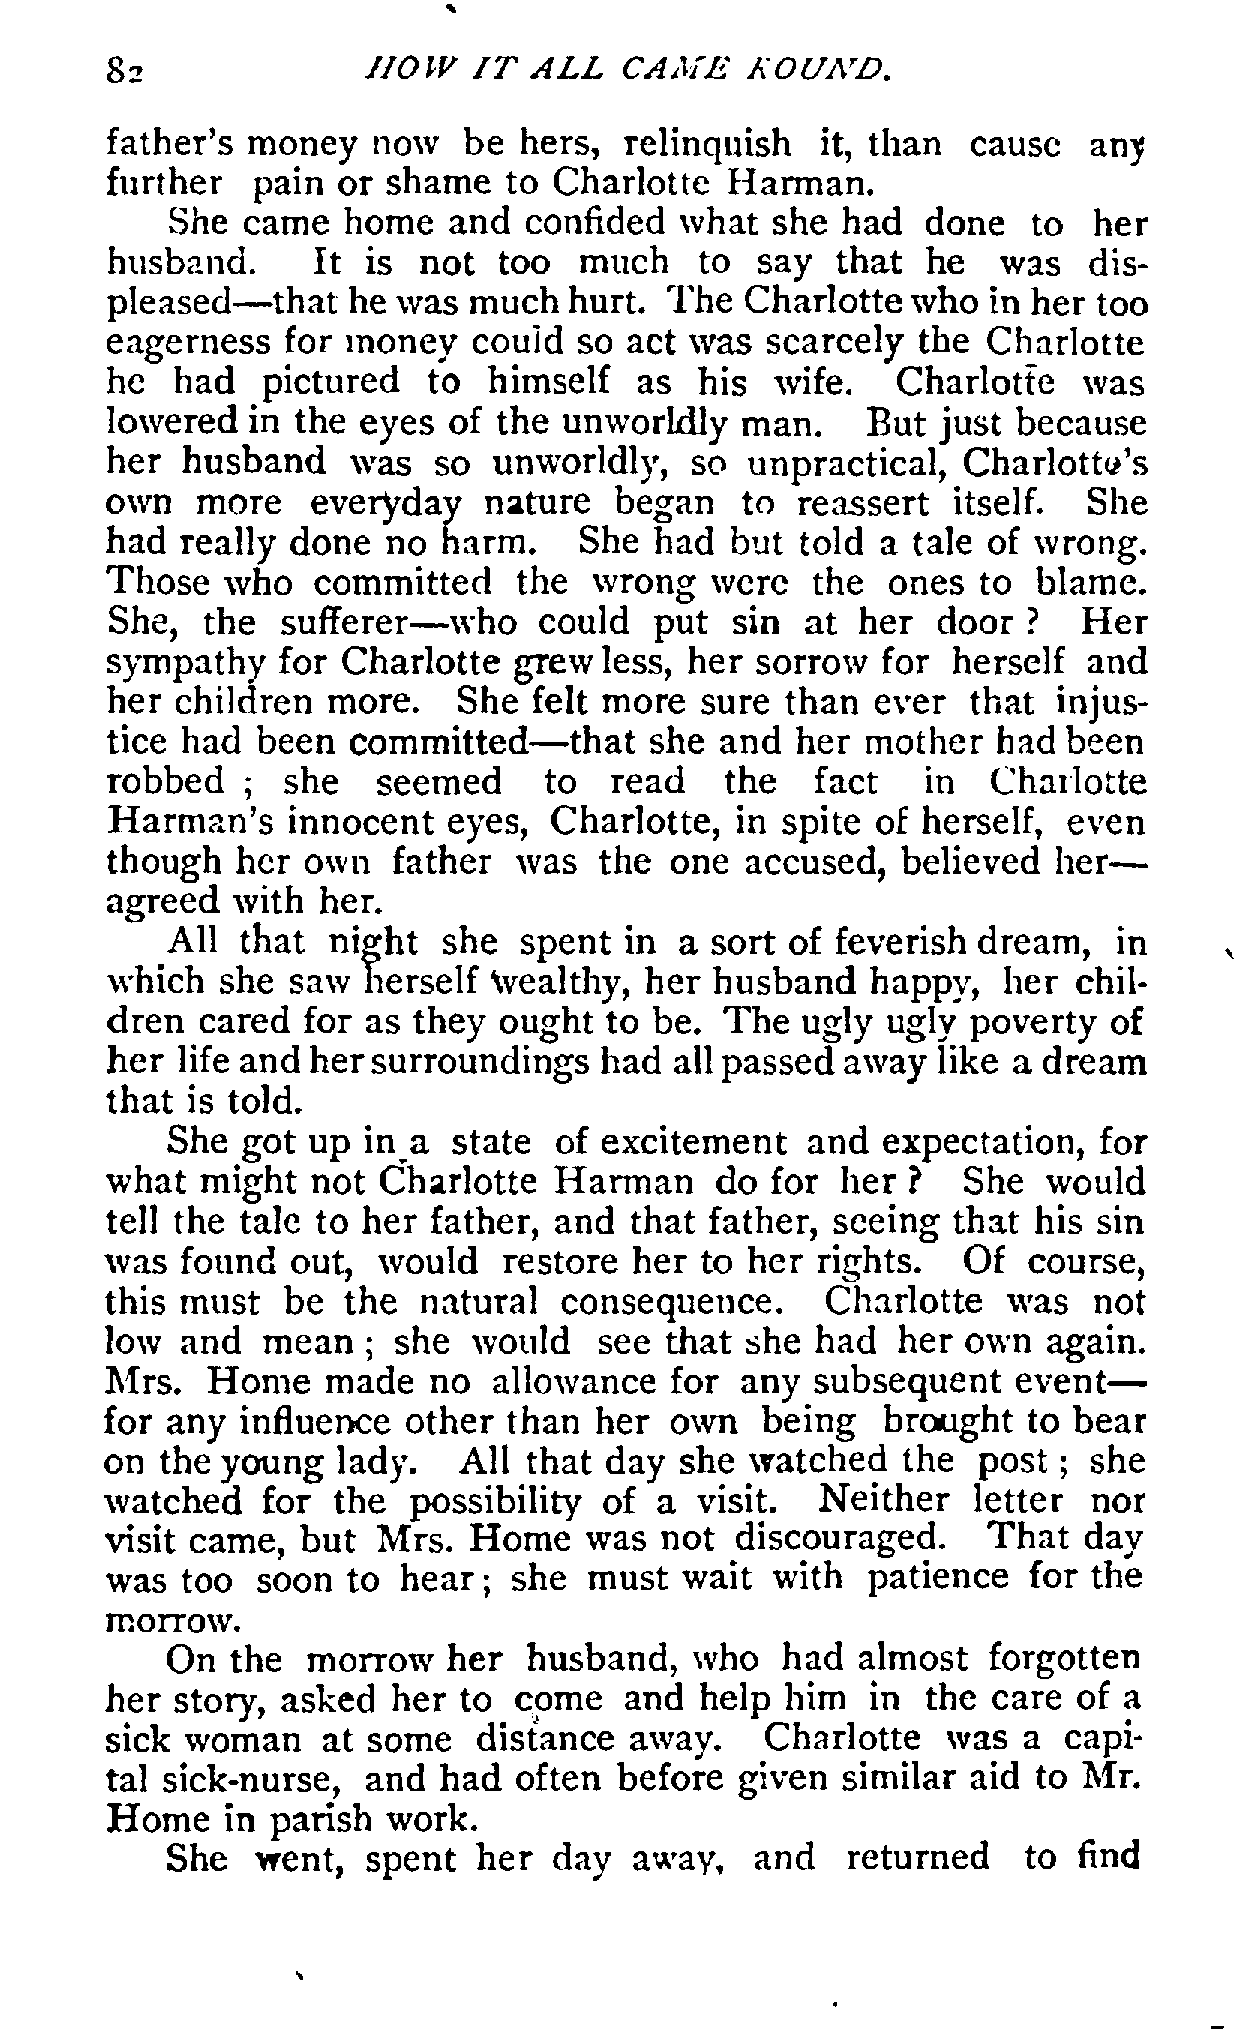 82 HOW IT ALL CAME ROUND.
father's money now be hers, relinquish it, than cause any
further pain or shame to Charlotte Harman.
She came home and confided what she had done to her
husband. It is not too much to say that he was dis-
pleased—that he was much hurt. The Charlotte who in her too
eagerness for money could so act was scarcely the Charlotte
he had pictured to himself as his wife. Charlotte was
lowered in the eyes of the unworldly man. But just because
her husband was so unworldly, so unpractical, Charlotte's
own more everyday nature began to reassert itself. She
had really done no harm. She had but told a tale of wrong.
Those who committed the wrong were the ones to blame.
She, the sufferer—who could put sin at her door ? Her
sympathy for Charlotte grew less, her sorrow for herself and
her children more. She felt more sure than ever that injus-
tice had been committed—that she and her mother had been
robbed ; she seemed to read the fact in Charlotte
Harman's innocent eyes, Charlotte, in spite of herself, even
though her own father was the one accused, believed her—
agreed with her.
All that night she spent in a sort of feverish dream, in
which she saw herself wealthy, her husband happy, her chil-
dren cared for as they ought to be. The ugly ugly poverty of
her life and her surroundings had all passed away like a dream
that is told.
She got up in a state of excitement and expectation, for
what might not Charlotte Harman do for her ? She would
tell the tale to her father, and that father, seeing that his sin
was found out, would restore her to her rights. Of course,
this must be the natural consequence. Charlotte was not
low and mean ; she would see that she had her own again.
Mrs. Home made no allowance for any subsequent event—
for any influence other than her own being brought to bear
on the young lady. All that day she watched the post ; she
watched for the possibility of a visit. Neither letter nor
visit came, but Mrs. Home was not discouraged. That day
was too soon to hear ; she must wait with patience for the
morrow.
On the morrow her husband, who had almost forgotten
her story, asked her to come and help him in the care of a
sick woman at some distance away. Charlotte was a capi-
tal sick-nurse, and had often before given similar aid to Mr.
Home in parish work.
She went, spent her day away, and returned to find